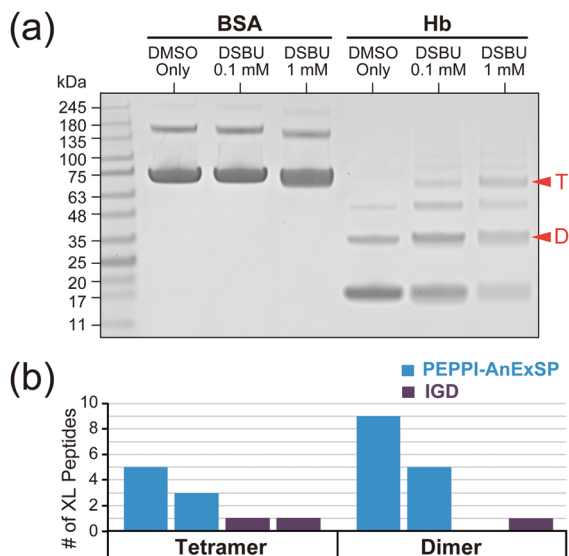 (a)
BSA
Hb
DMSO Only
DSBU 0.1 mM
DSBU 1 mM
DMSO Only
DSBU 0.1 mM
DSBU 1 mM
kDa
245
180
135
100
75
63
48
35
25
20
17
11
T
D
(b)
PEPPI-AnExSP
IGD
# of XL Peptides
10
8
6
4
2
0
Tetramer
Dimer